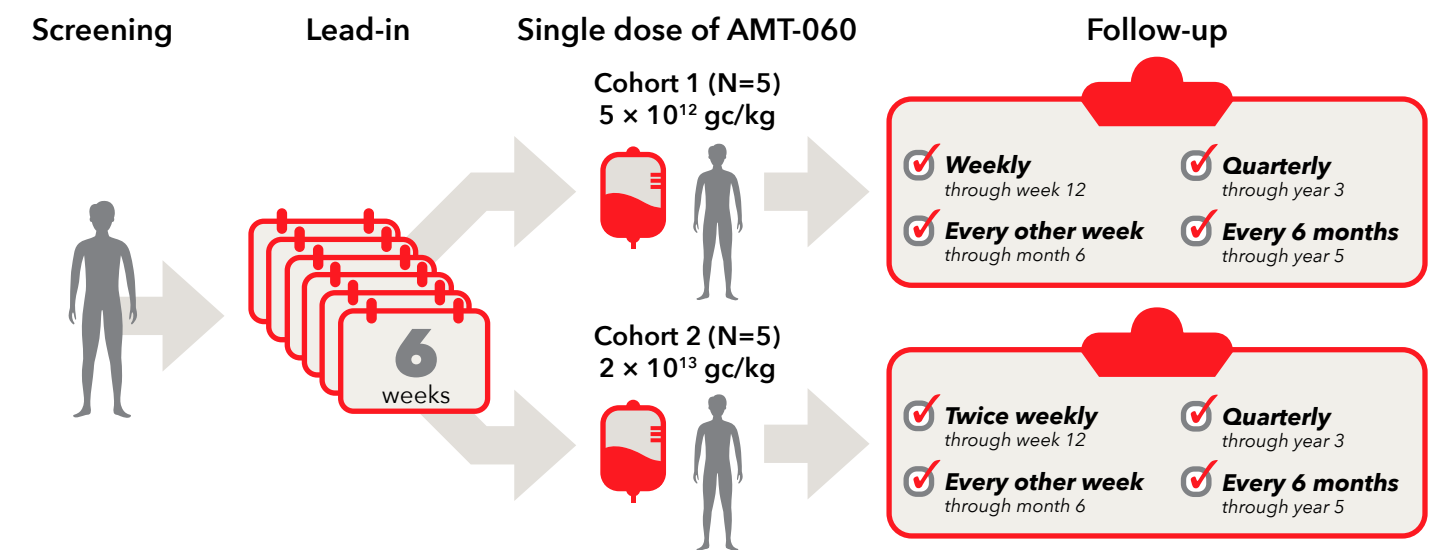 Screening
Lead-in
Single dose of AMT-060
Follow-up
6
weeks
Cohort 1 (N=5)
5 × 10¹² gc/kg
Weekly
through week 12
Every other week
through month 6
Quarterly
through year 3
Every 6 months
through year 5
Cohort 2 (N=5)
2 × 10¹³ gc/kg
Twice weekly
through week 12
Every other week
through month 6
Quarterly
through year 3
Every 6 months
through year 5